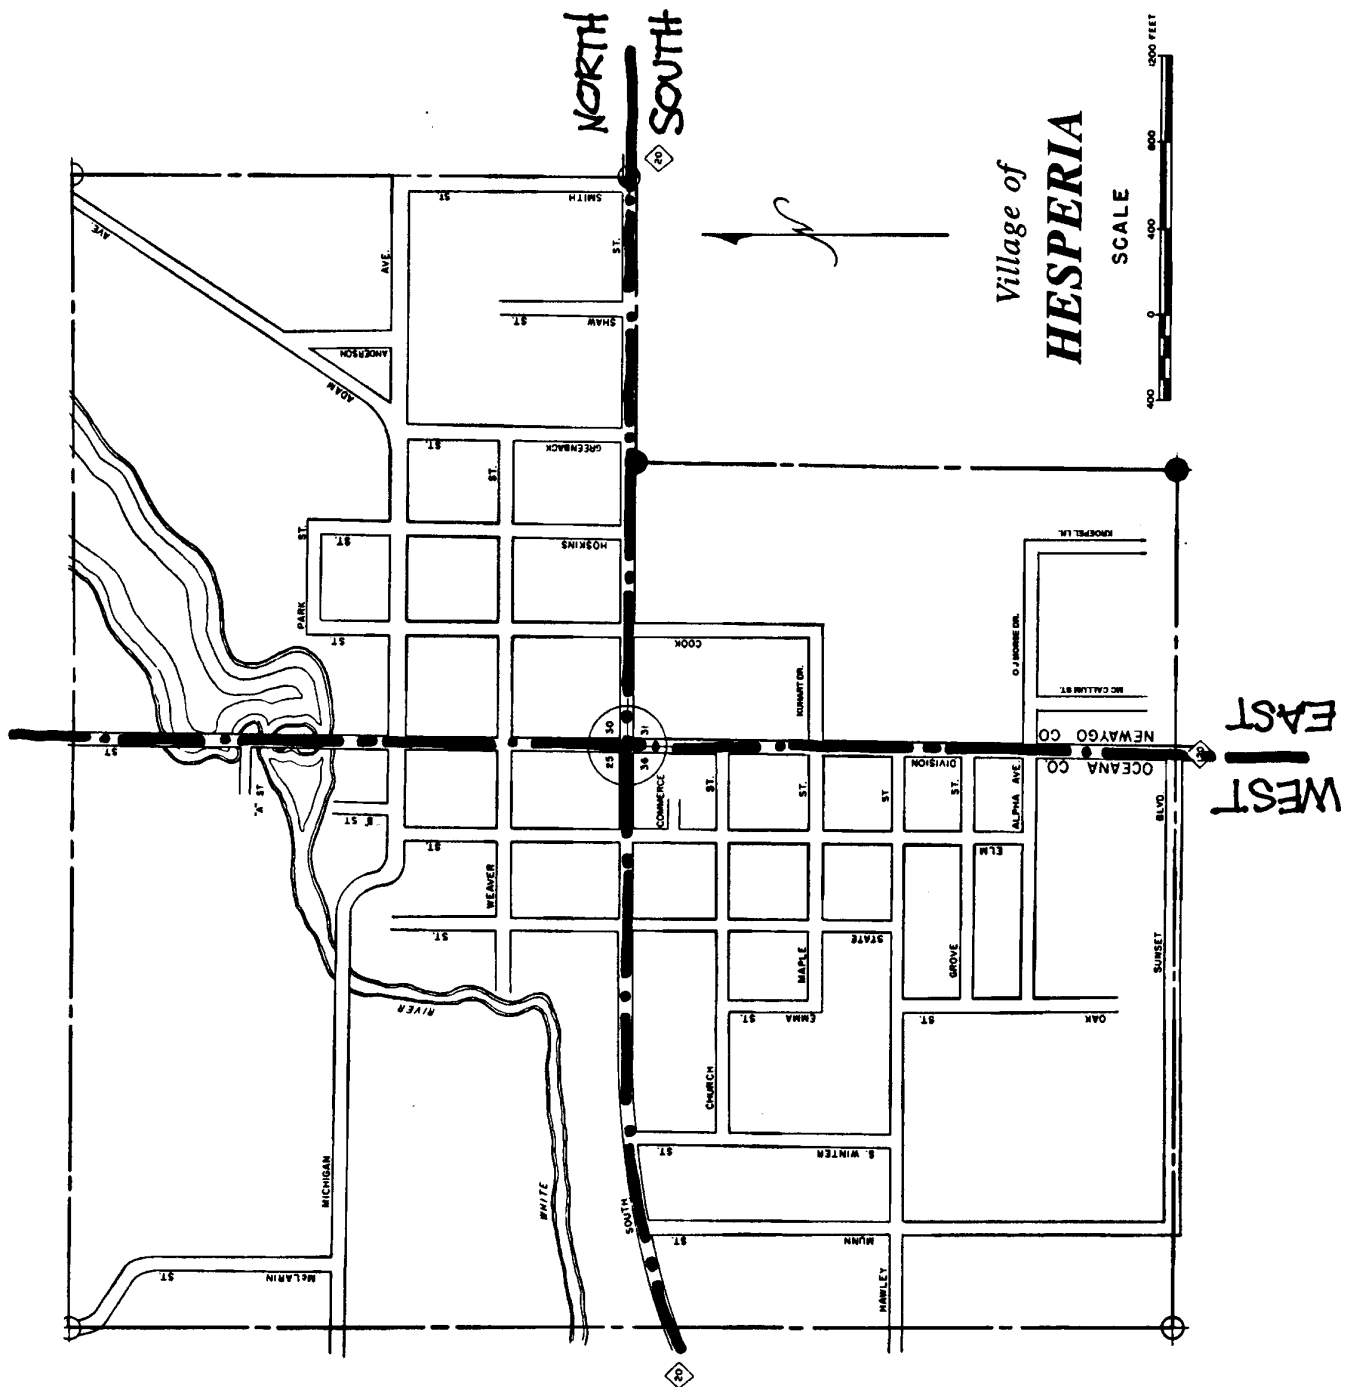 NORTH
SOUTH
20
Village of
HESPERIA
SCALE
400 0 400 800 1200 FEET
N
AVE.
ADAM
ANDERSON
AVE.
SMITH ST.
SHAW ST.
ST.
GREENBACK ST.
ST.
HOSKINS ST.
PARK ST.
ST.
COOK
KUMART DR.
O J MORSE DR.
KROEPEL LN.
MC CALLUM ST.
NEWAYGO CO
OCEANA CO.
30
31
25
36
EAST
WEST
20
ST
"A" ST
"B" ST
ST.
WEAVER
ST.
COMMERCE
ST.
ST.
ST
DIVISION
ST.
ALPHA AVE.
ELM
BLVD.
STATE
MAPLE
GROVE
SUNSET
EMMA ST.
OAK ST.
RIVER
WHITE
CHURCH
MICHIGAN
S. WINTER ST.
SOUTH
MUNN ST.
HAWLEY
McLARIN ST.
20